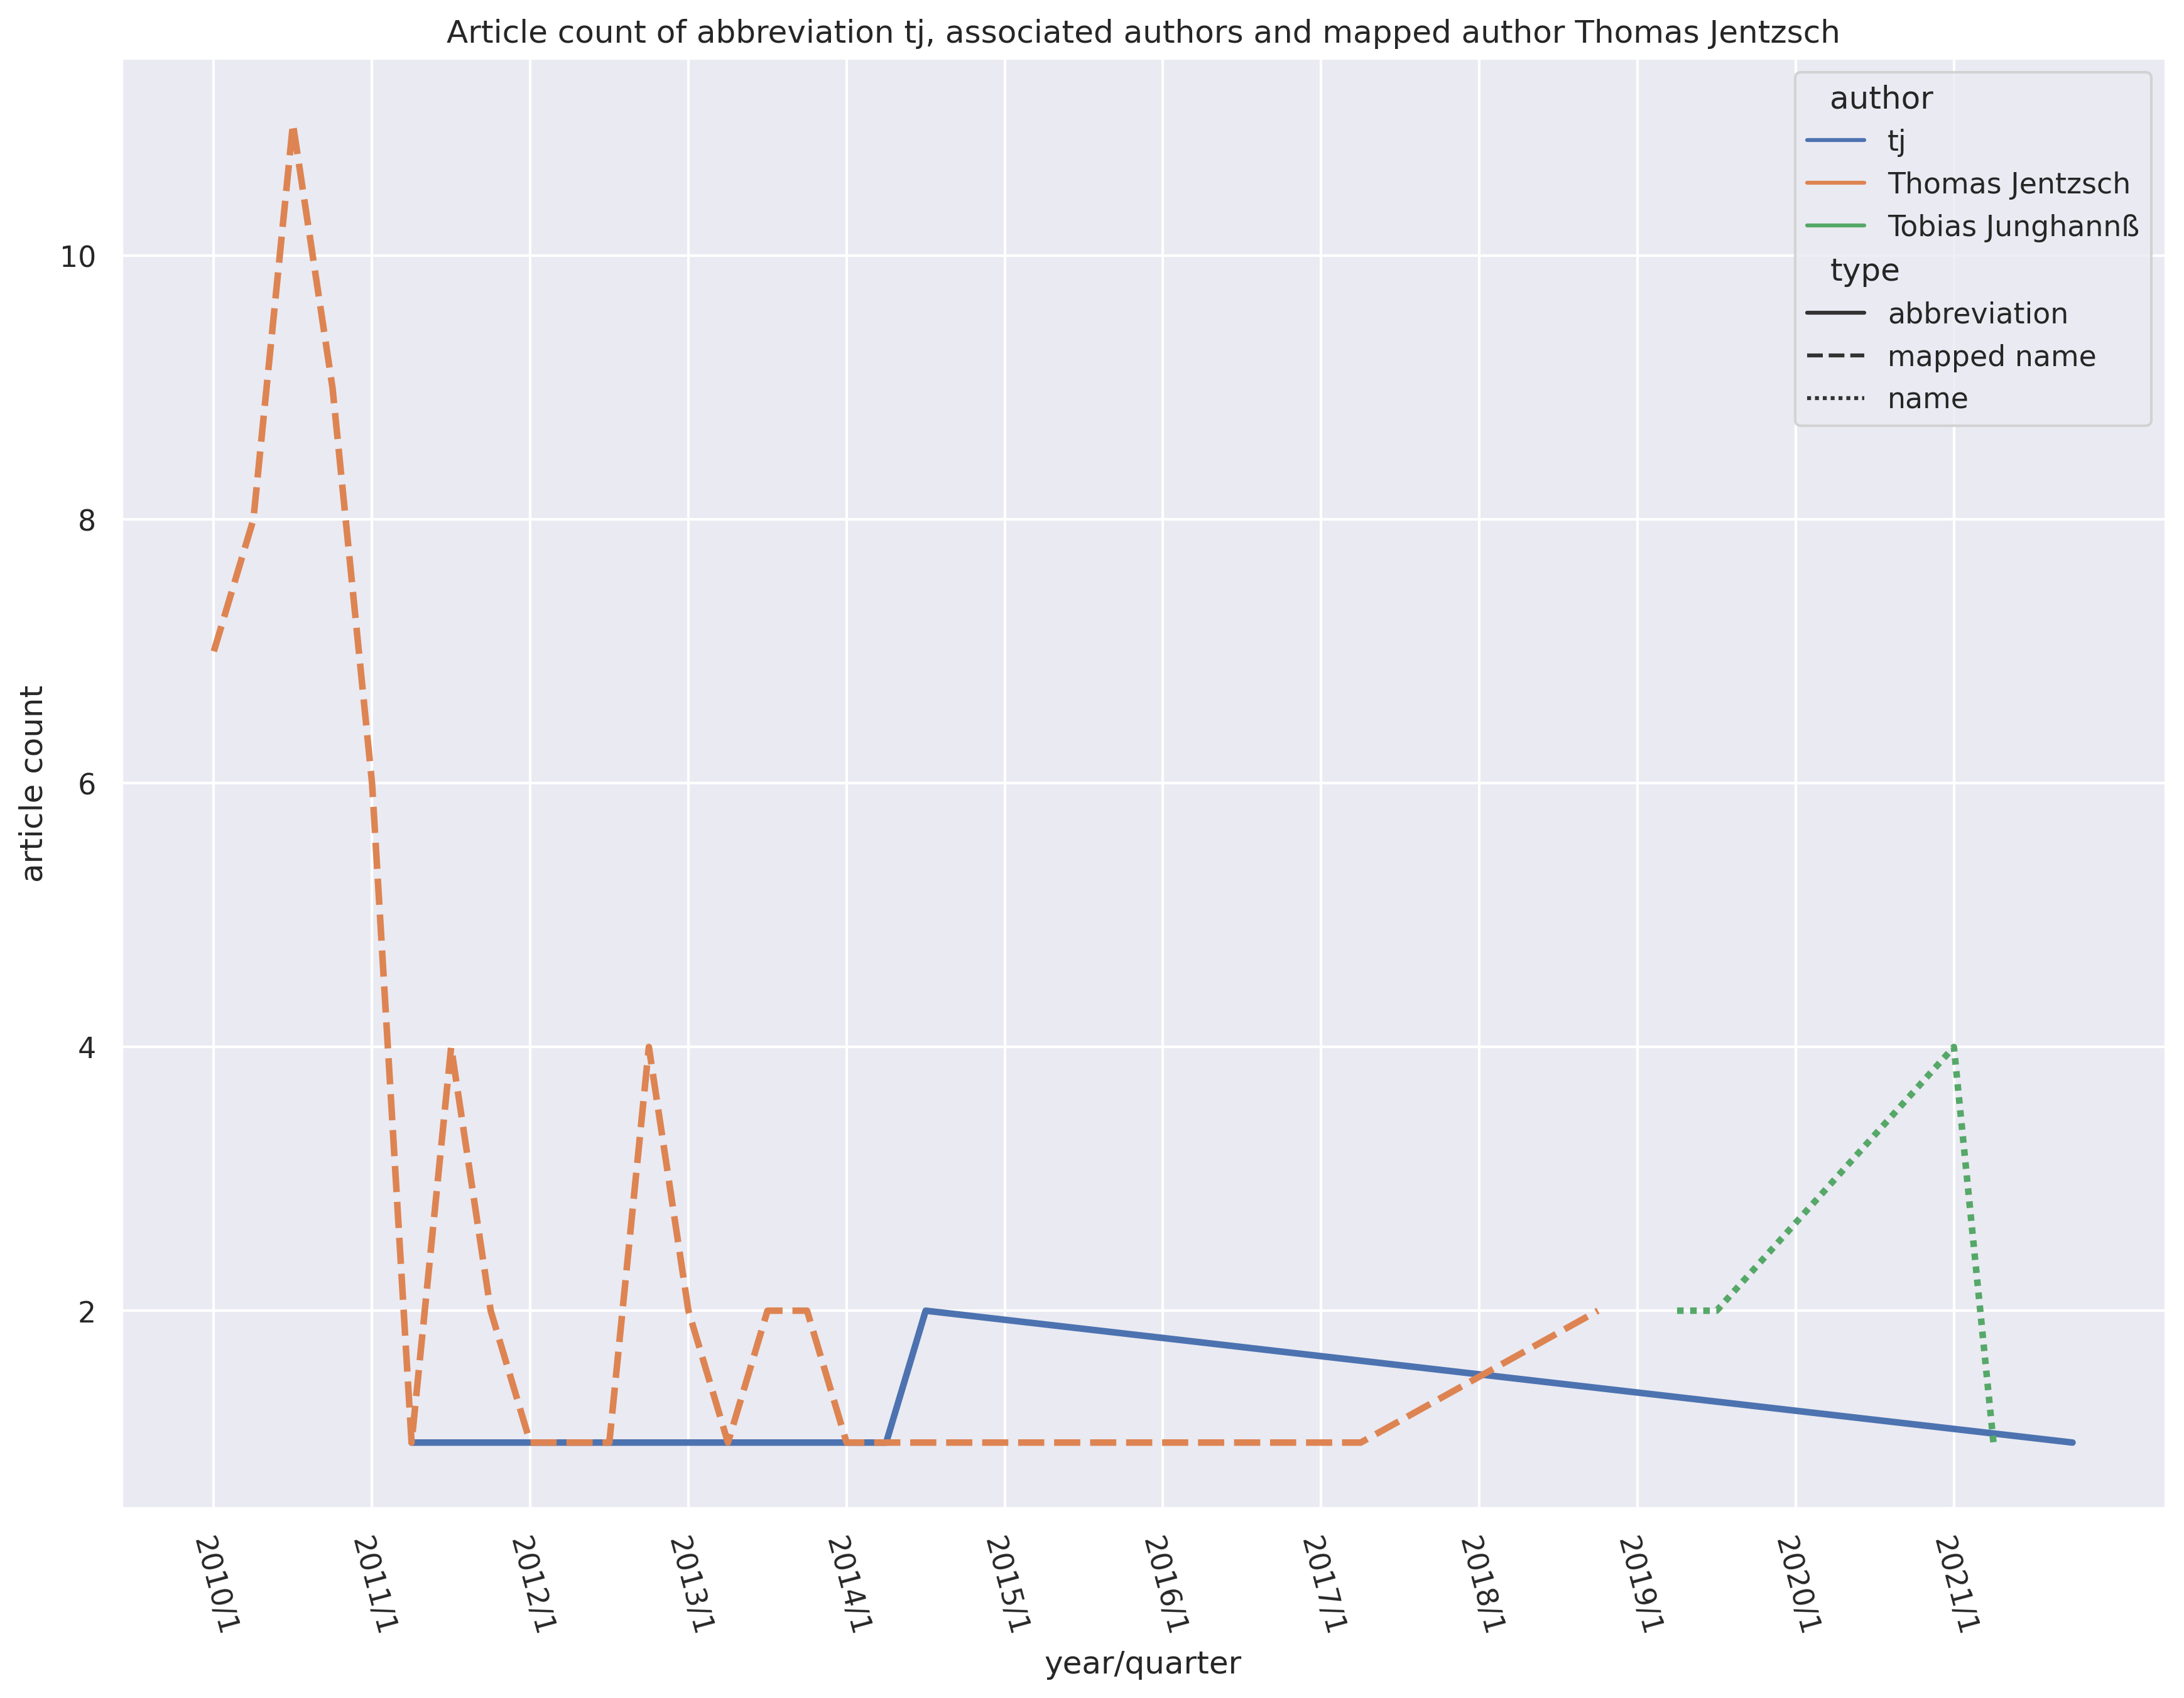 Article count of abbreviation tj, associated authors and mapped author Thomas Jentzsch
author
tj
Thomas Jentzsch
Tobias Junghannß
type
abbreviation
mapped name
name
article count
10
8
6
4
2
2010/1
2011/1
2012/1
2013/1
2014/1
2015/1
2016/1
2017/1
2018/1
2019/1
2020/1
2021/1
year/quarter